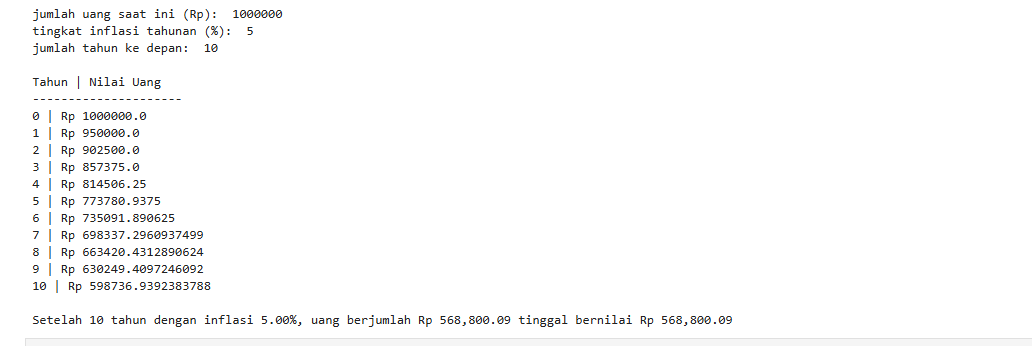 jumlah uang saat ini (Rp):  1000000
tingkat inflasi tahunan (%):  5
jumlah tahun ke depan:  10
Tahun | Nilai Uang
---------------------
0 | Rp 1000000.0
1 | Rp 950000.0
2 | Rp 902500.0
3 | Rp 857375.0
4 | Rp 814506.25
5 | Rp 773780.9375
6 | Rp 735091.890625
7 | Rp 698337.2960937499
8 | Rp 663420.4312890624
9 | Rp 630249.4097246092
10 | Rp 598736.9392383788
Setelah 10 tahun dengan inflasi 5.00%, uang berjumlah Rp 568,800.09 tinggal bernilai Rp 568,800.09